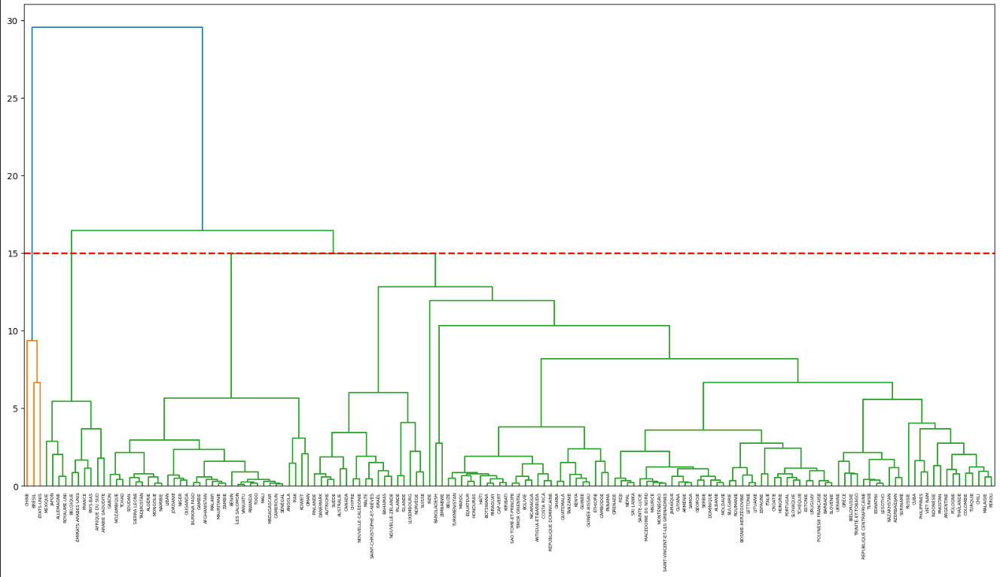 30
25
20
15
10
5
0
CHINE
BRÉSIL
ÉTATS-UNIS
MEXIQUE
JAPON
ALLEMAGNE
ROYAUME-UNI
BELGIQUE
ÉMIRATS ARABES UNIS
FRANCE
PAYS-BAS
AFRIQUE DU SUD
ARABIE SAOUDITE
GABON
MOZAMBIQUE
TCHAD
SOUDAN
SIERRA LEONE
TADJIKISTAN
ALGÉRIE
MONGOLIE
NAMIBIE
LIBAN
JORDANIE
NIGER
OUGANDA
BURKINA FASO
GAMBIE
AFGHANISTAN
MALAWI
MAURITANIE
ZAMBIE
BÉNIN
ÎLES SALOMON
VANUATU
TOGO
RWANDA
MALI
MADAGASCAR
CAMEROUN
SÉNÉGAL
ANGOLA
IRAK
KOWEÏT
OMAN
FINLANDE
DANEMARK
AUTRICHE
SUÈDE
AUSTRALIE
CANADA
CHYPRE
NOUVELLE-CALÉDONIE
MALTE
SAINT-CHRISTOPHE-ET-NIÉVÈS
ISRAËL
BAHAMAS
NOUVELLE-ZÉLANDE
IRLANDE
ISLANDE
LUXEMBOURG
NORVÈGE
SUISSE
INDE
BANGLADESH
ZIMBABWE
BELIZE
TURKMÉNISTAN
MAROC
ÉQUATEUR
HONDURAS
HAÏTI
BOTSWANA
PARAGUAY
CAP-VERT
KIRIBATI
SAO TOMÉ-ET-PRINCIPE
TIMOR ORIENTAL
BOLIVIE
NICARAGUA
ANTIGUA-ET-BARBUDA
COSTA RICA
RÉPUBLIQUE DOMINICAINE
GHANA
GUATEMALA
TANZANIE
KENYA
GUINÉE
GUINÉE-BISSAU
ÉTHIOPIE
CAMBODGE
PANAMA
GRENADE
FIDJI
NÉPAL
SRI LANKA
SAINTE-LUCIE
MACÉDOINE DU NORD
MAURICE
MONTÉNÉGRO
SAINT-VINCENT-ET-LES GRENADINES
JAMAÏQUE
GUYANA
ARMÉNIE
SAMOA
GÉORGIE
SERBIE
DOMINIQUE
ALBANIE
MOLDAVIE
BULGARIE
ROUMANIE
BOSNIE-HERZÉGOVINE
LETTONIE
LITUANIE
ESPAGNE
ITALIE
CROATIE
HONGRIE
PORTUGAL
SLOVAQUIE
TCHÉQUIE
ESTONIE
URUGUAY
POLYNÉSIE FRANÇAISE
BARBADE
SLOVÉNIE
UKRAINE
GRÈCE
BIÉLORUSSIE
TRINITÉ-ET-TOBAGO
RÉPUBLIQUE CENTRAFRICAINE
TUNISIE
ESWATINI
LESOTHO
KAZAKHSTAN
AZERBAÏDJAN
SURINAME
RUSSIE
CUBA
PHILIPPINES
VIÊT NAM
INDONÉSIE
PAKISTAN
ARGENTINE
POLOGNE
THAÏLANDE
COLOMBIE
TURQUIE
CHILI
MALAISIE
PÉROU